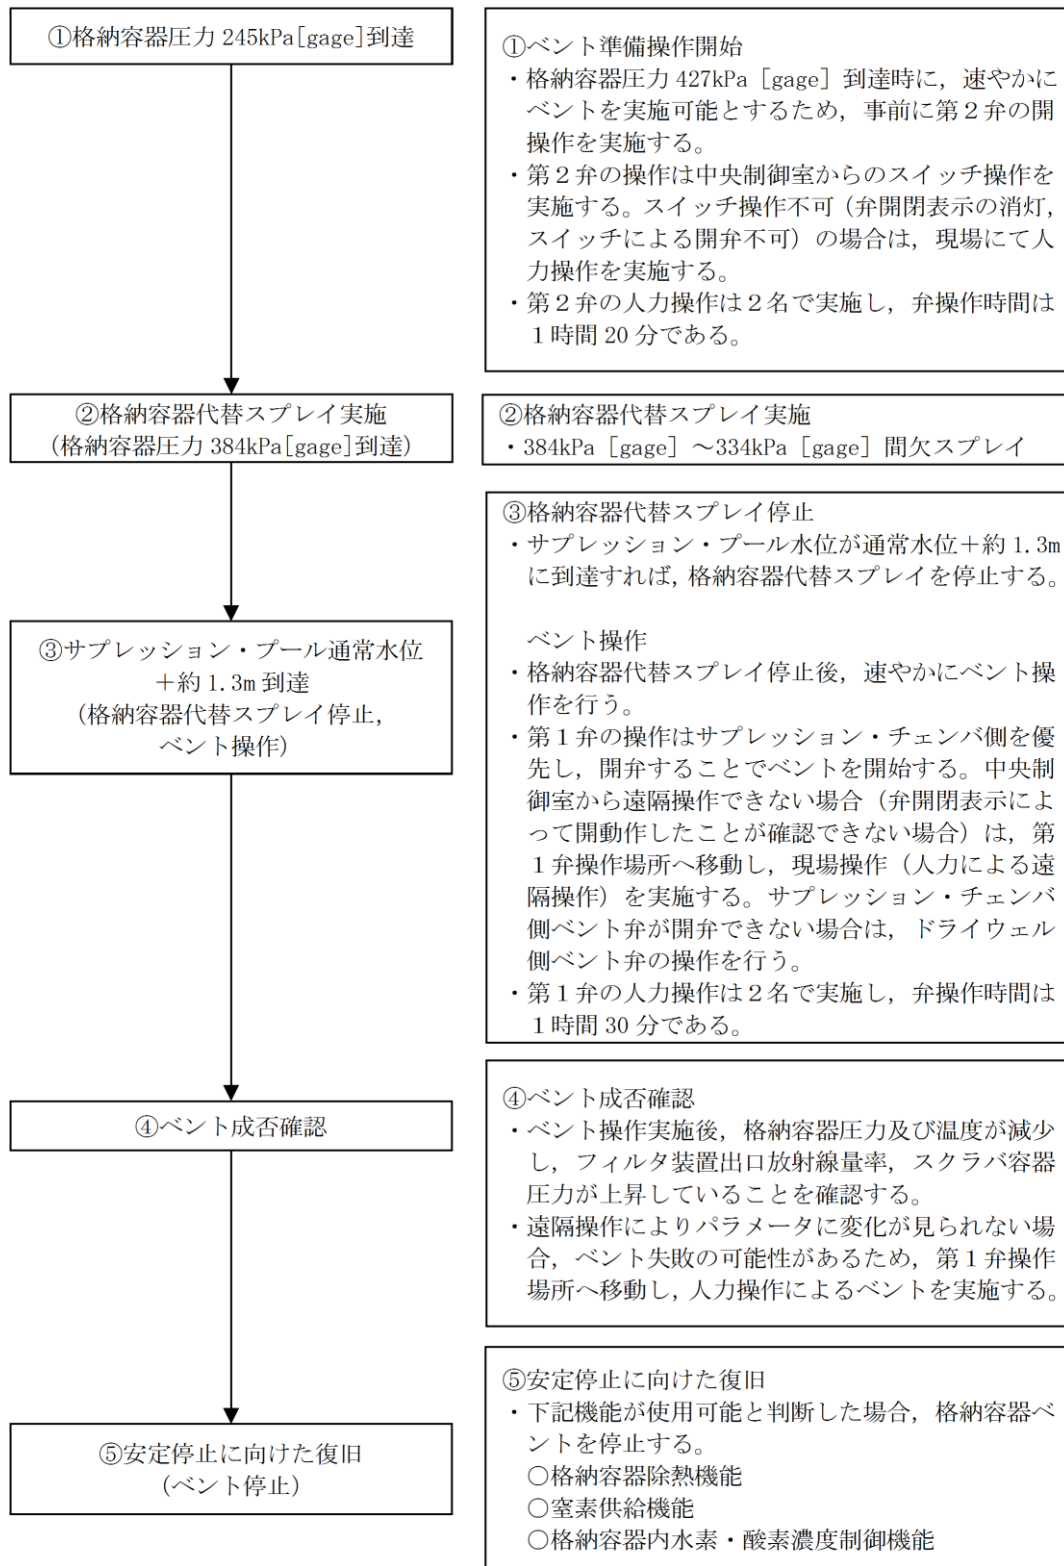 ①格納容器圧力 245kPa[gage]到達
①ベント準備操作開始
・格納容器圧力 427kPa［gage］到達時に，速やかに
ベントを実施可能とするため，事前に第２弁の開
操作を実施する。
・第２弁の操作は中央制御室からのスイッチ操作を
実施する。スイッチ操作不可（弁開閉表示の消灯，
スイッチによる開弁不可）の場合は，現場にて人
力操作を実施する。
・第２弁の人力操作は２名で実施し，弁操作時間は
１時間 20 分である。
②格納容器代替スプレイ実施
(格納容器圧力 384kPa[gage]到達)
②格納容器代替スプレイ実施
・384kPa［gage］～334kPa［gage］間欠スプレイ
③サプレッション・プール通常水位
＋約 1.3m 到達
(格納容器代替スプレイ停止，
ベント操作)
③格納容器代替スプレイ停止
・サプレッション・プール水位が通常水位＋約 1.3m
に到達すれば，格納容器代替スプレイを停止する。
ベント操作
・格納容器代替スプレイ停止後，速やかにベント操
作を行う。
・第１弁の操作はサプレッション・チェンバ側を優
先し，開弁することでベントを開始する。中央制
御室から遠隔操作できない場合（弁開閉表示によ
って開動作したことが確認できない場合）は，第
１弁操作場所へ移動し，現場操作（人力による遠
隔操作）を実施する。サプレッション・チェンバ
側ベント弁が開弁できない場合は，ドライウェル
側ベント弁の操作を行う。
・第１弁の人力操作は２名で実施し，弁操作時間は
１時間 30 分である。
④ベント成否確認
④ベント成否確認
・ベント操作実施後，格納容器圧力及び温度が減少
し，フィルタ装置出口放射線量率，スクラバ容器
圧力が上昇していることを確認する。
・遠隔操作によりパラメータに変化が見られない場
合，ベント失敗の可能性があるため，第１弁操作
場所へ移動し，人力操作によるベントを実施する。
⑤安定停止に向けた復旧
(ベント停止)
⑤安定停止に向けた復旧
・下記機能が使用可能と判断した場合，格納容器ベ
ントを停止する。
○格納容器除熱機能
○窒素供給機能
○格納容器内水素・酸素濃度制御機能